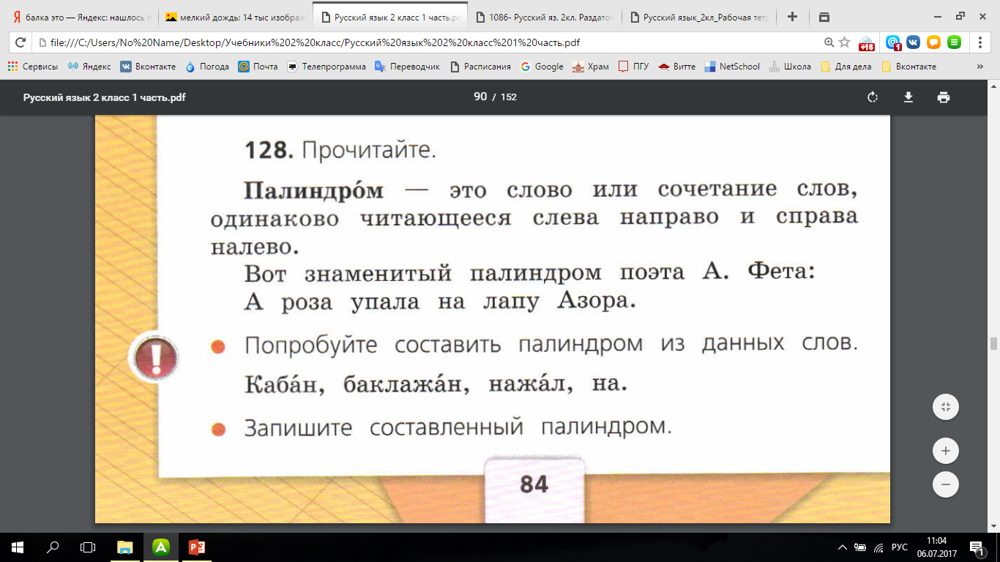 балка это — Яндекс: нашлось
мелкий дождь: 14 тыс изображ
Русский язык 2 класс 1 часть.pd
1086- Русский яз. 2кл. Раздаточ
Русский язык_2кл_Рабочая тетр
file:///C:/Users/No%20Name/Desktop/Учебники%202%20класс/Русский%20язык%202%20класс%201%20часть.pdf
+16
1
Сервисы Яндекс Вконтакте Погода Почта Телепрограмма Переводчик Расписания Google Храм ПГУ Витте NetSchool Школа Для дела Вконтакте »
Русский язык 2 класс 1 часть.pdf 90 / 152
128. Прочитайте.
Палиндро́м — это слово или сочетание слов,
одинаково читающееся слева направо и справа
налево.
Вот знаменитый палиндром поэта А. Фета:
А роза упала на лапу Азора.
! • Попробуйте составить палиндром из данных слов.
Каба́н, баклажа́н, нажа́л, на.
• Запишите составленный палиндром.
84
РУС
11:04
06.07.2017
1